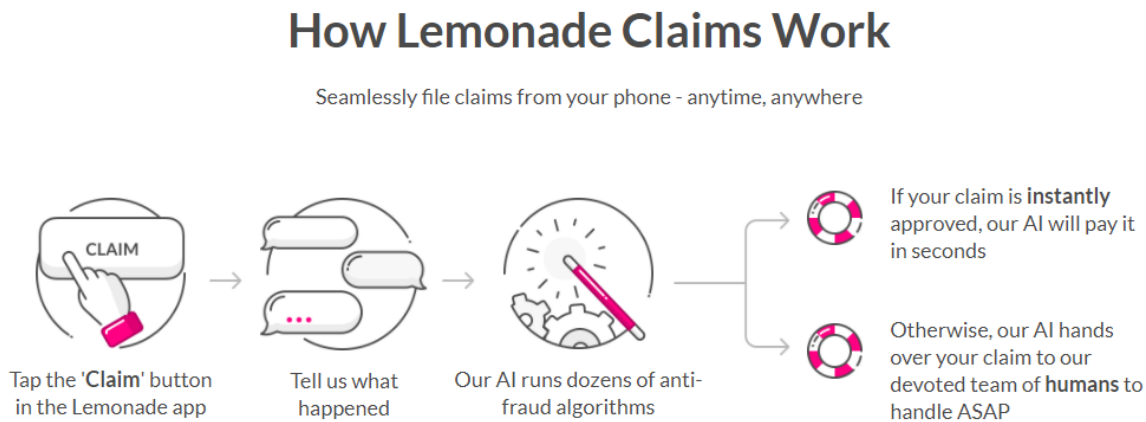 How Lemonade Claims Work
Seamlessly file claims from your phone - anytime, anywhere
CLAIM
Tap the 'Claim' button
in the Lemonade app
Tell us what
happened
Our AI runs dozens of anti-
fraud algorithms
If your claim is instantly
approved, our AI will pay it
in seconds
Otherwise, our AI hands
over your claim to our
devoted team of humans to
handle ASAP